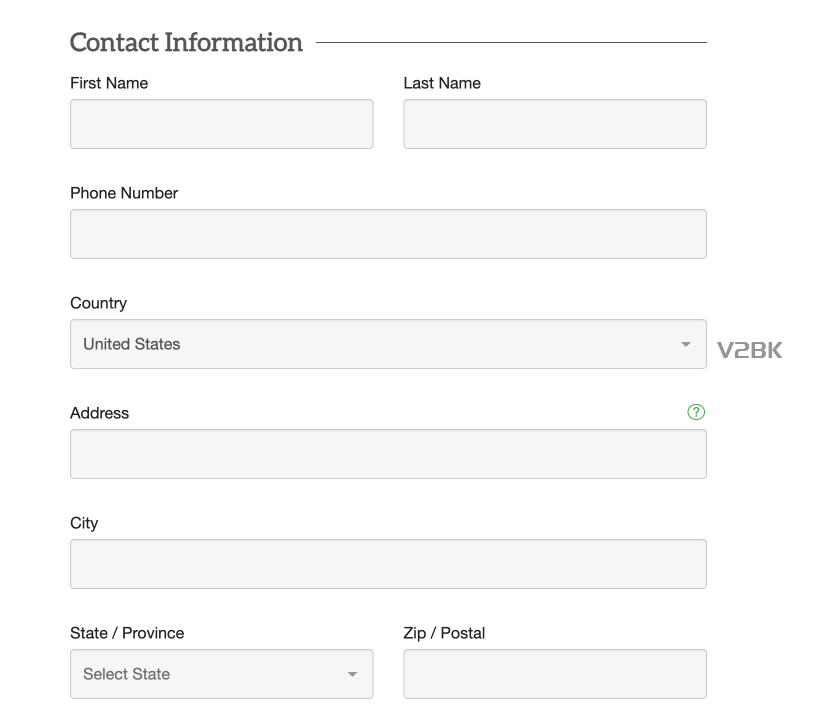 Contact Information
First Name Last Name
Phone Number
Country
United States
V2BK
Address ?
City
State / Province Zip / Postal
Select State